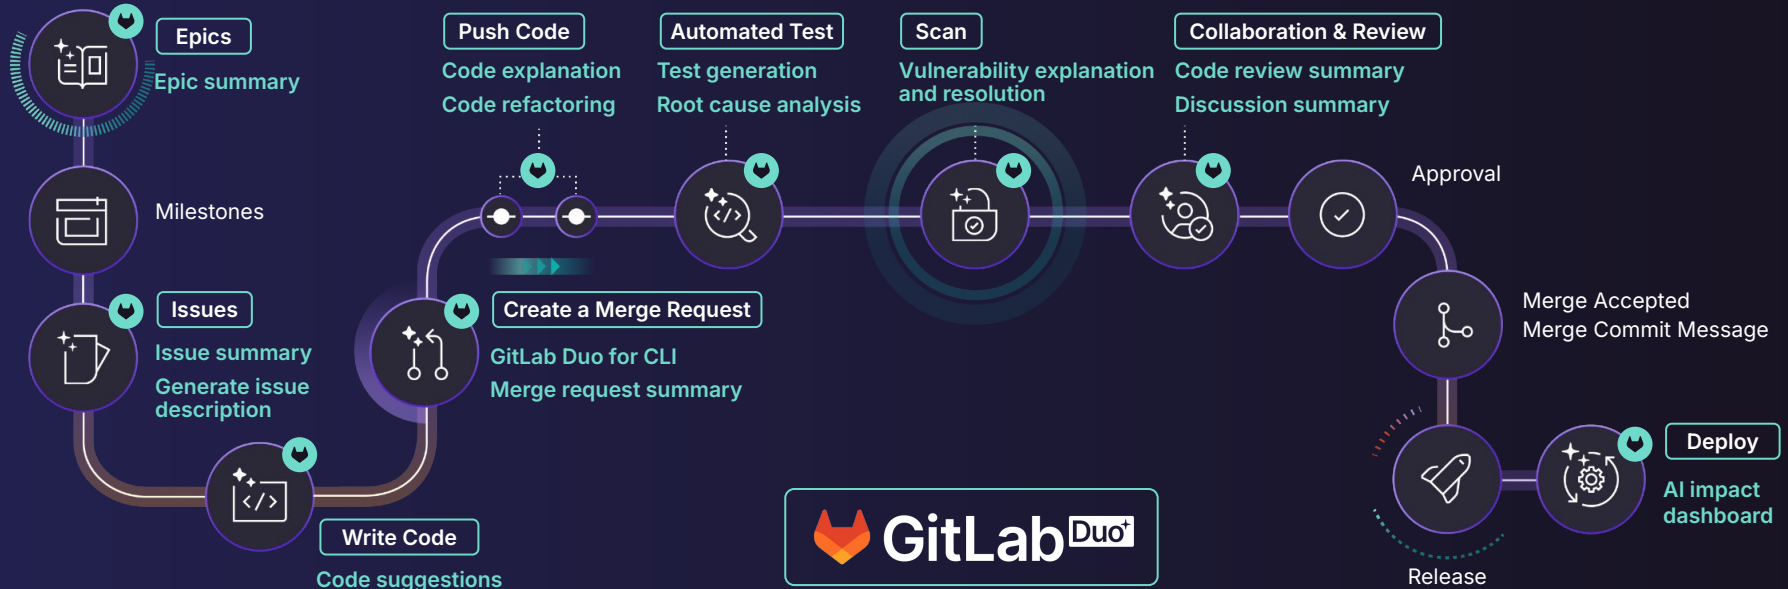 Epics
Epic summary
Milestones
Issues
Issue summary
Generate issue
description
Write Code
Code suggestions
Create a Merge Request
GitLab Duo for CLI
Merge request summary
Push Code
Code explanation
Code refactoring
Automated Test
Test generation
Root cause analysis
Scan
Vulnerability explanation
and resolution
Collaboration & Review
Code review summary
Discussion summary
Approval
Merge Accepted
Merge Commit Message
Release
Deploy
AI impact
dashboard
GitLab Duo